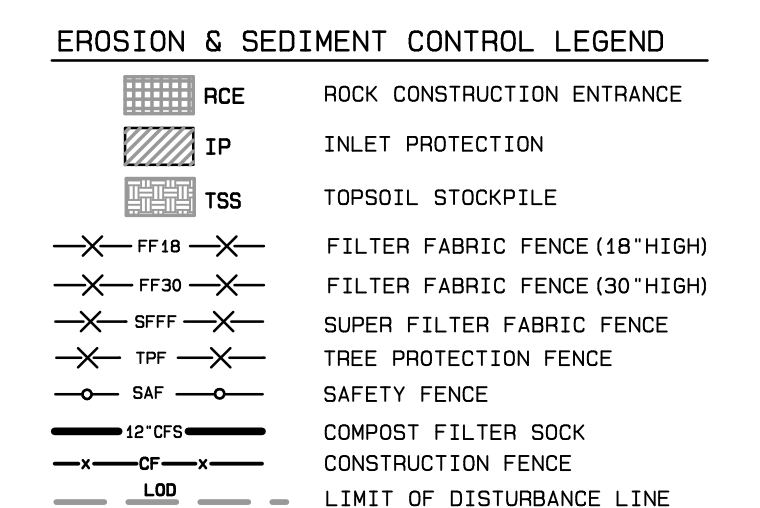 EROSION & SEDIMENT CONTROL LEGEND
RCE ROCK CONSTRUCTION ENTRANCE
IP INLET PROTECTION
TSS TOPSOIL STOCKPILE
FF18 FILTER FABRIC FENCE (18"HIGH)
FF30 FILTER FABRIC FENCE (30"HIGH)
SFFF SUPER FILTER FABRIC FENCE
TPF TREE PROTECTION FENCE
SAF SAFETY FENCE
12"CFS COMPOST FILTER SOCK
x CF x CONSTRUCTION FENCE
LOD LIMIT OF DISTURBANCE LINE